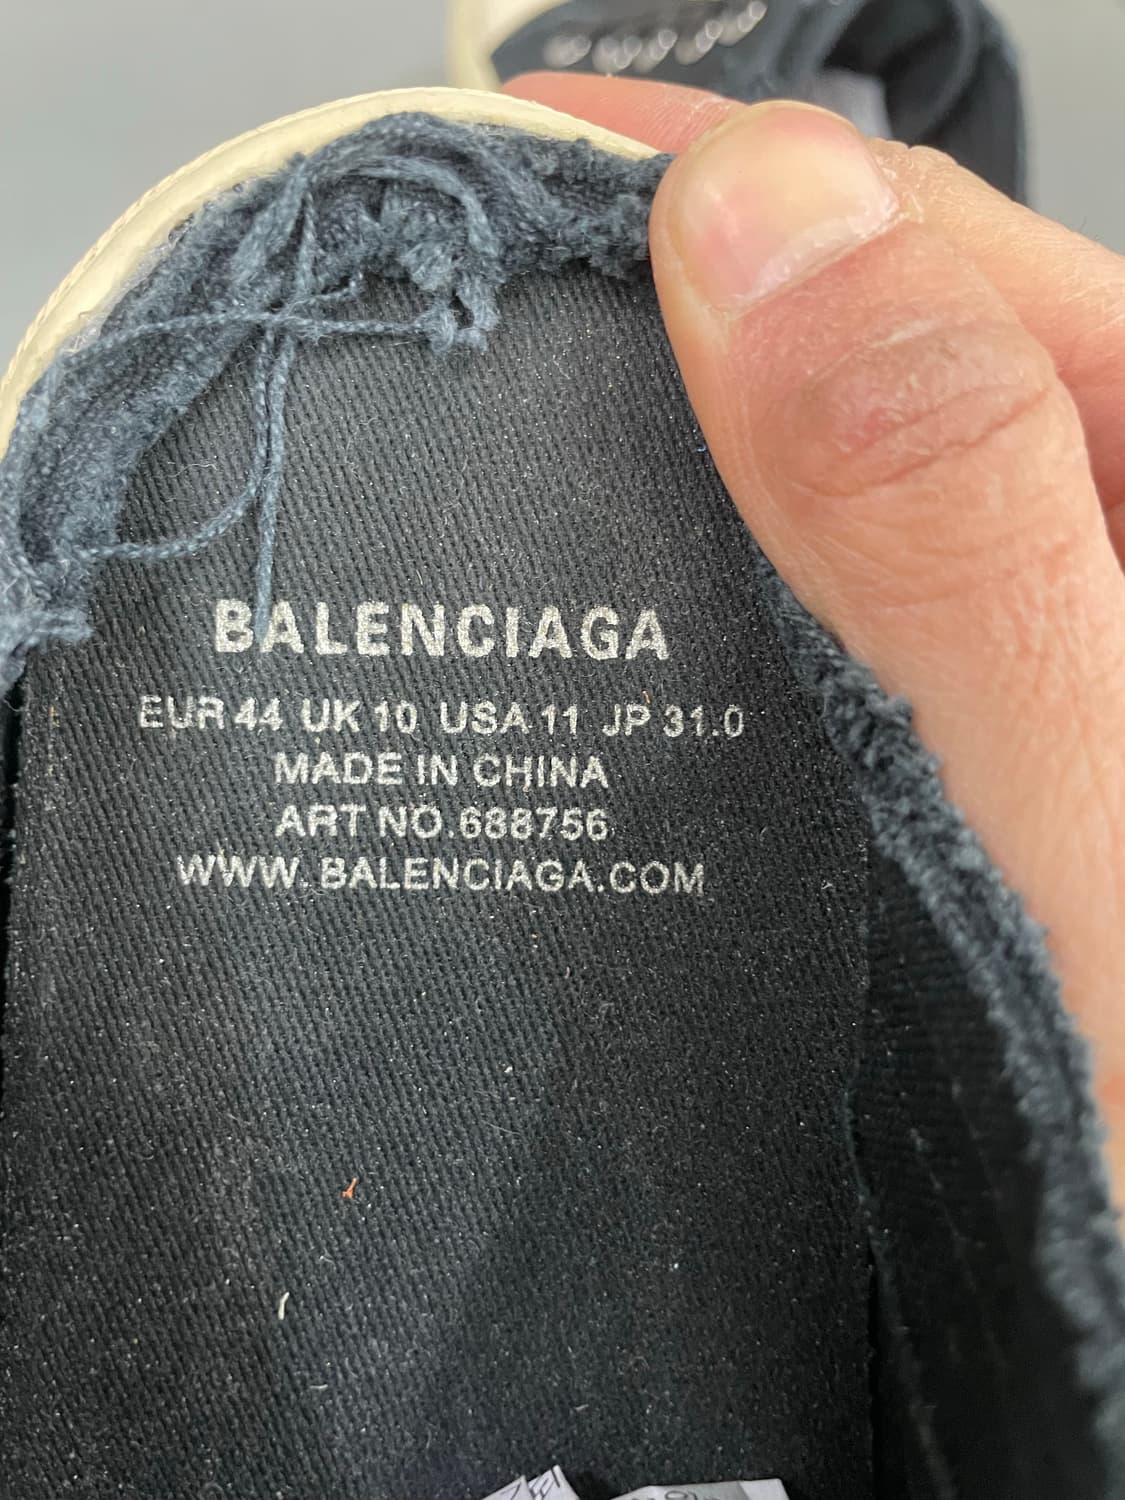 BALENCIAGA
EUR 44 UK 10 USA 11 JP 31.0
MADE IN CHINA
ART NO.688756
WWW.BALENCIAGA.COM